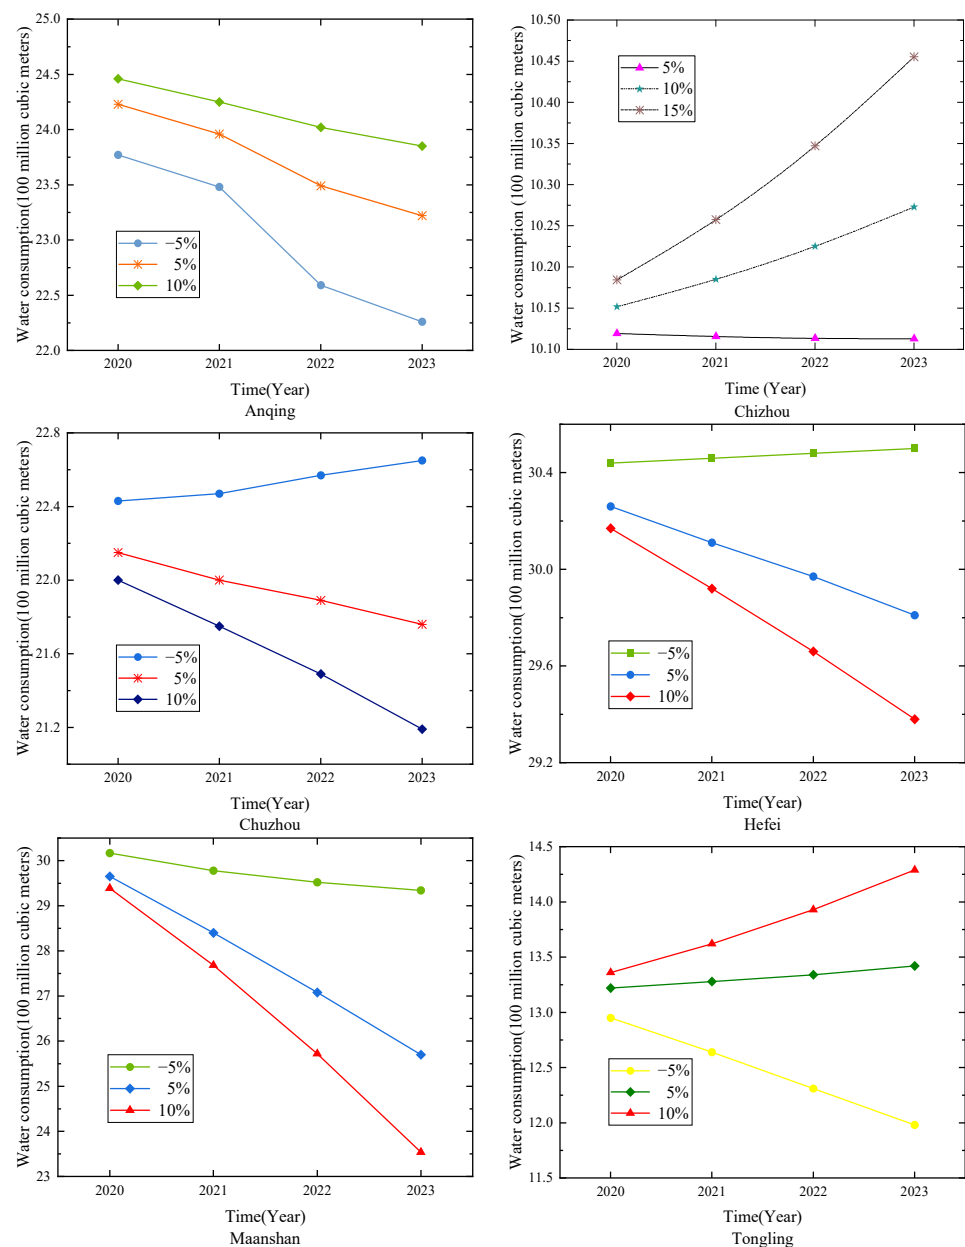 Water consumption(100 million cubic meters)
25.0
24.5
24.0
23.5
23.0
22.5
22.0
−5%
5%
10%
2020 2021 2022 2023
Time(Year)
Anqing
Water consumption (100 million cubic meters)
10.50
10.45
10.40
10.35
10.30
10.25
10.20
10.15
10.10
5%
10%
15%
2020 2021 2022 2023
Time (Year)
Chizhou
Water consumption(100 million cubic meters)
22.8
22.4
22.0
21.6
21.2
−5%
5%
10%
2020 2021 2022 2023
Time(Year)
Chuzhou
Water consumption(100 million cubic meters)
30.4
30.0
29.6
29.2
−5%
5%
10%
2020 2021 2022 2023
Time(Year)
Hefei
Water consumption(100 million cubic meters)
30
29
28
27
26
25
24
23
−5%
5%
10%
2020 2021 2022 2023
Time(Year)
Maanshan
Water consumption(100 million cubic meters)
14.5
14.0
13.5
13.0
12.5
12.0
11.5
−5%
5%
10%
2020 2021 2022 2023
Time(Year)
Tongling